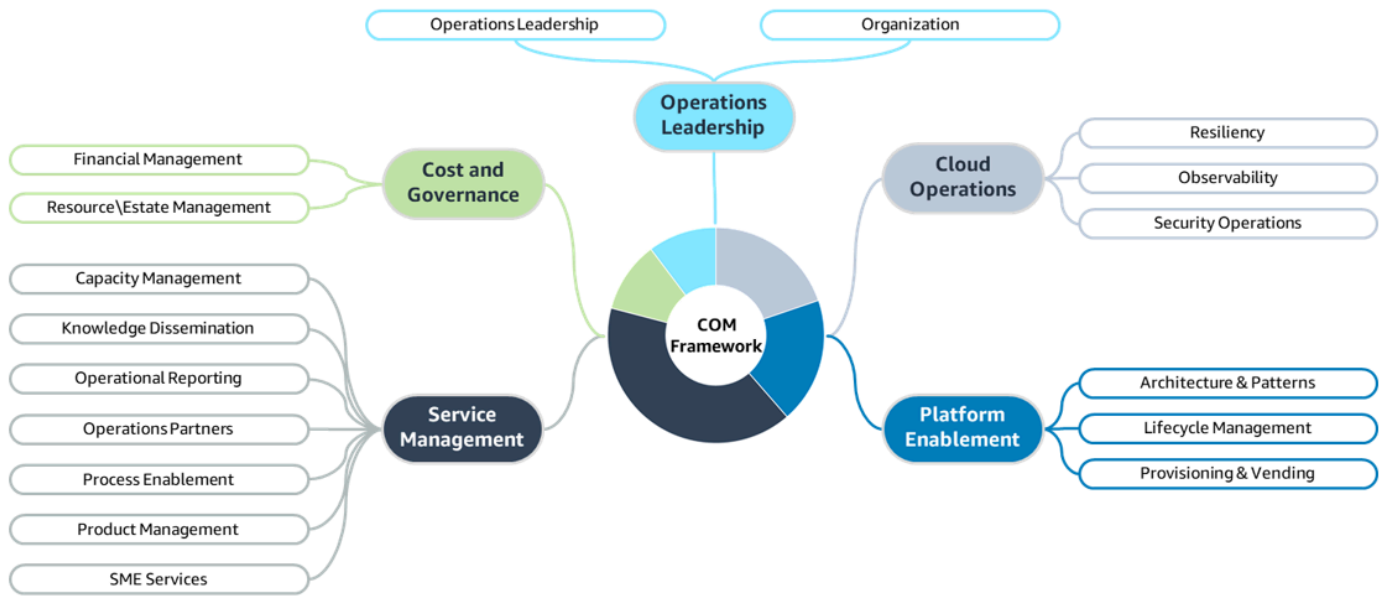 Operations Leadership
Organization
Operations
Leadership
Cost and
Governance
Financial Management
Resource\Estate Management
Cloud
Operations
Resiliency
Observability
Security Operations
COM
Framework
Service
Management
Capacity Management
Knowledge Dissemination
Operational Reporting
Operations Partners
Process Enablement
Product Management
SME Services
Platform
Enablement
Architecture & Patterns
Lifecycle Management
Provisioning & Vending